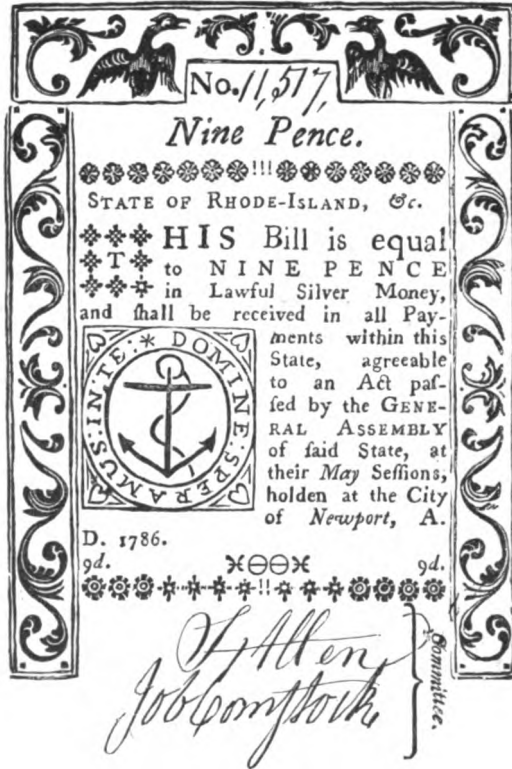 No. 11,517,
Nine Pence.
!!!
STATE OF RHODE-ISLAND, &c.
THIS Bill is equal
to NINE PENCE
in Lawful Silver Money,
and ſhall be received in all Pay-
ments within this
State, agreeable
to an Act paſ-
ſed by the GENE-
RAL ASSEMBLY
of ſaid State, at
their May Seſſions,
holden at the City
of Newport, A.
D. 1786.
IN:TE:* DOMINE:SPERAMUS:
9d. 9d.
!!
Allen
Job Comſtock
Committee.